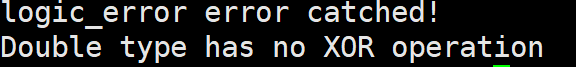 logic_error error catched!
Double type has no XOR operation